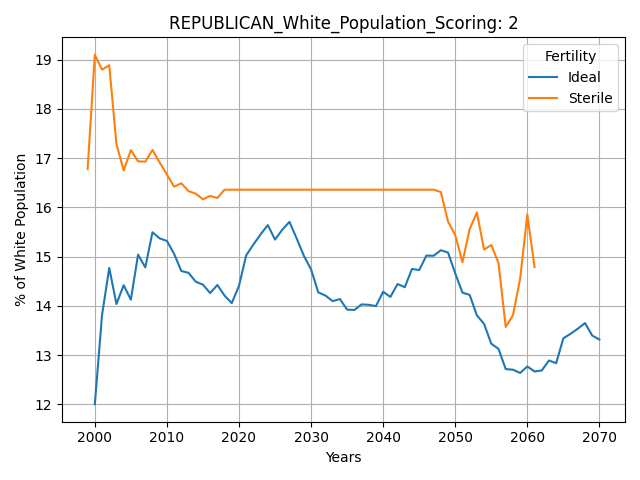 REPUBLICAN_White_Population_Scoring: 2
Fertility
Ideal
Sterile
% of White Population
19
18
17
16
15
14
13
12
2000 2010 2020 2030 2040 2050 2060 2070
Years